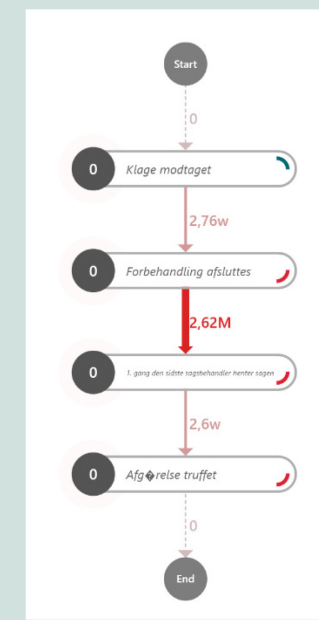 Start
0
0 Klage modtaget
2,76w
0 Forbehandling afsluttes
2,62M
0 1. gang den sidste sagsbehandler henter sagen
2,6w
0 Afg�relse truffet
0
End